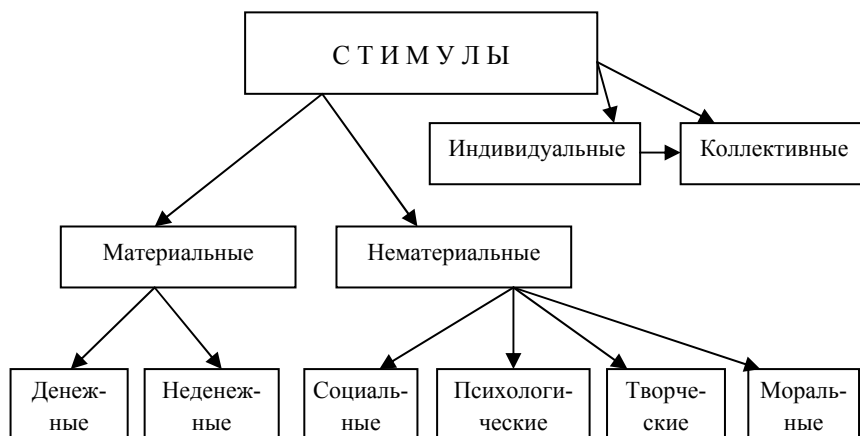 С Т И М У Л Ы
Индивидуальные
Коллективные
Материальные
Нематериальные
Денеж-
ные
Неденеж-
ные
Социаль-
ные
Психологи-
ческие
Творче-
ские
Мораль-
ные